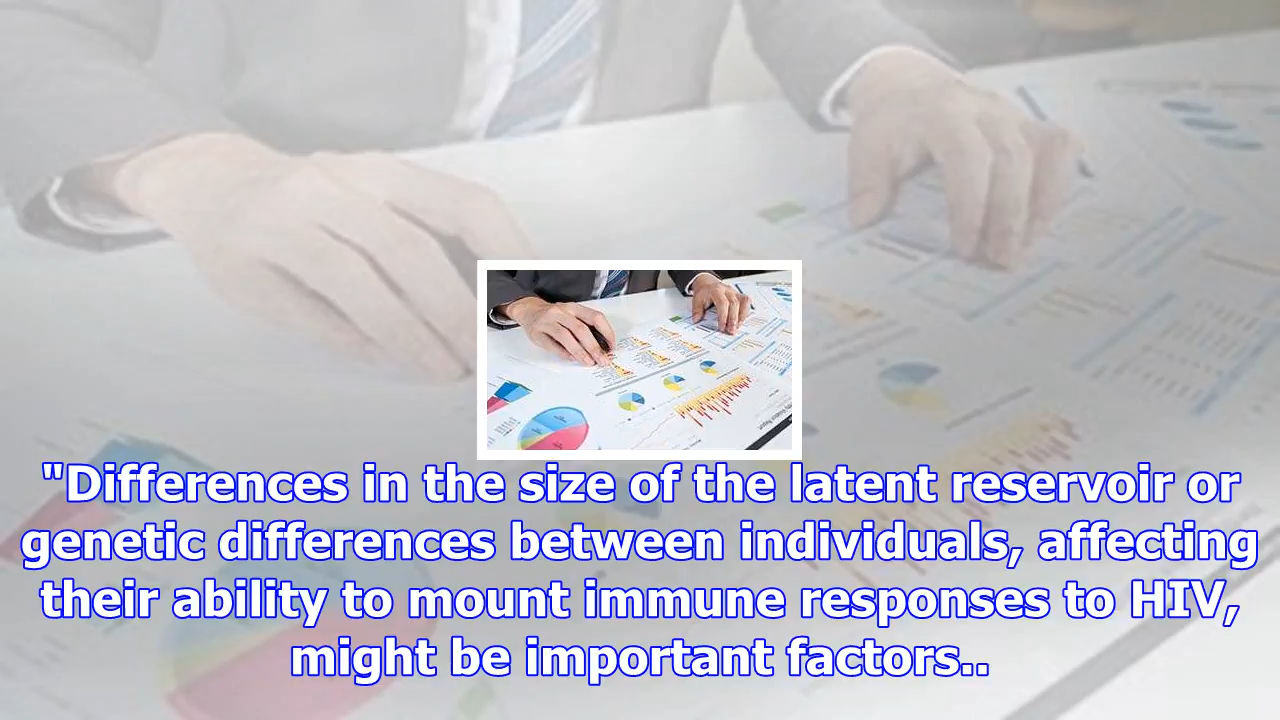 "Differences in the size of the latent reservoir or
genetic differences between individuals, affecting
their ability to mount immune responses to HIV,
might be important factors..